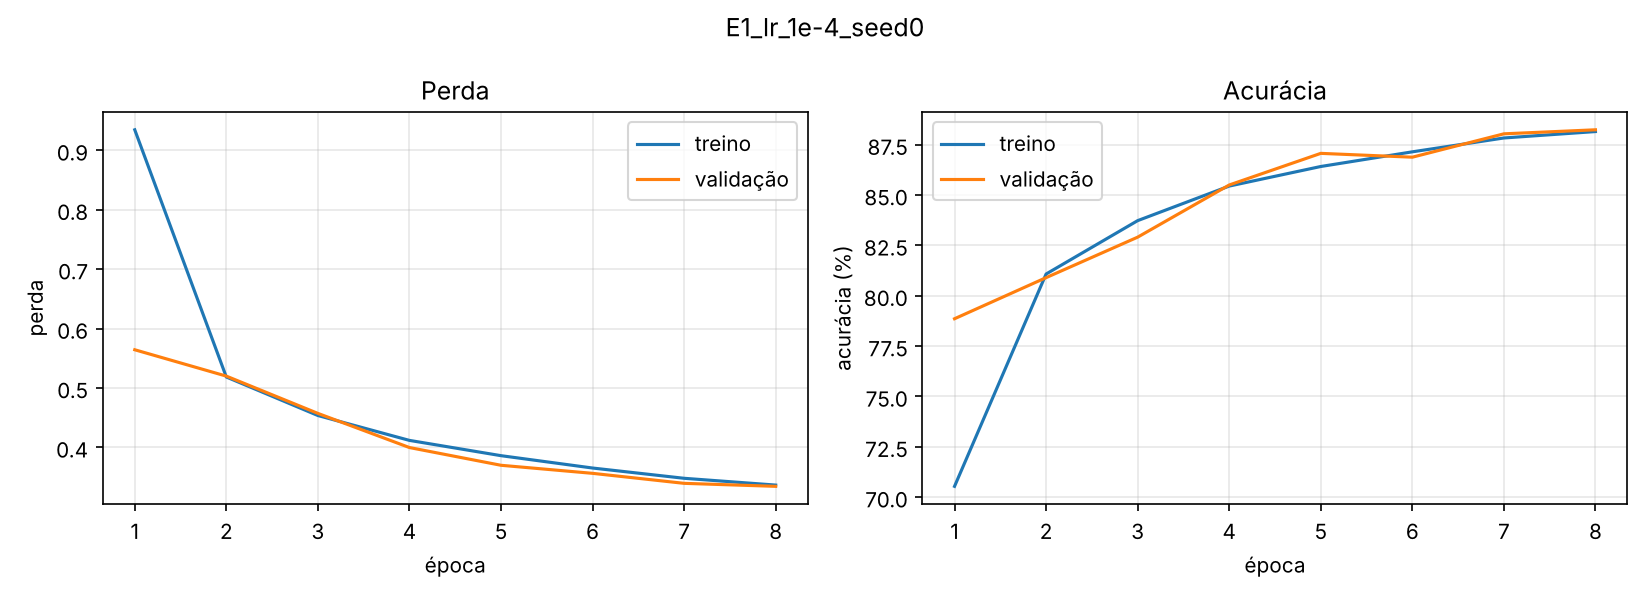 E1_lr_1e-4_seed0
Perda
treino
validação
0.9
0.8
0.7
0.6
0.5
0.4
perda
1 2 3 4 5 6 7 8
época
Acurácia
treino
validação
87.5
85.0
82.5
80.0
77.5
75.0
72.5
70.0
acurácia (%)
1 2 3 4 5 6 7 8
época